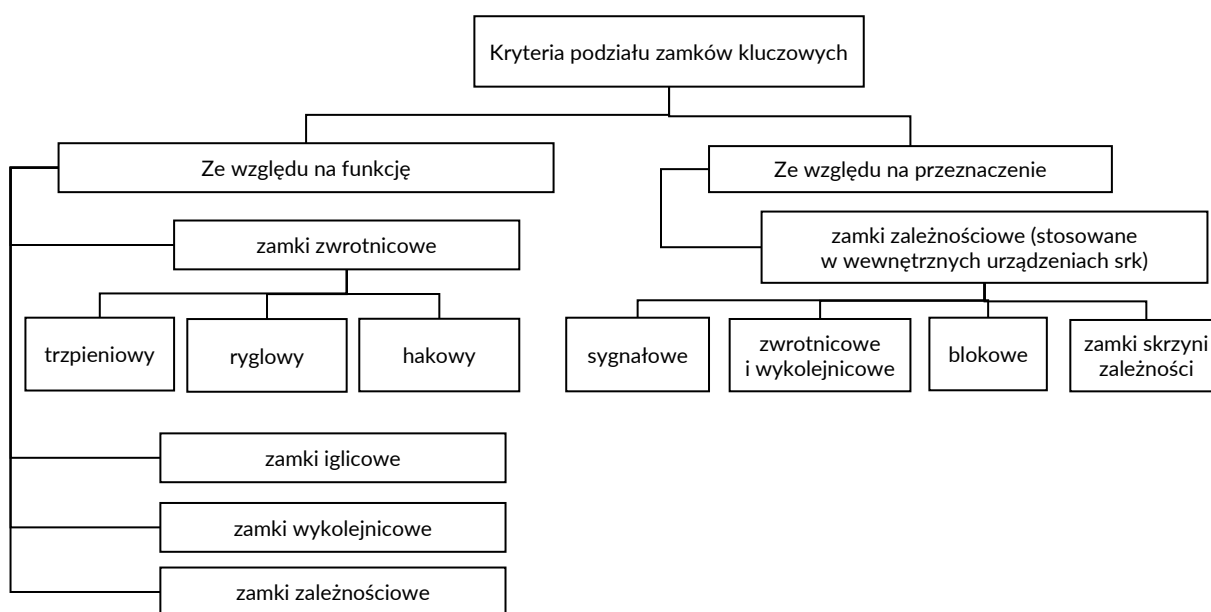 Kryteria podziału zamków kluczowych
Ze względu na funkcję
zamki zwrotnicowe
trzpieniowy
ryglowy
hakowy
zamki iglicowe
zamki wykolejnicowe
zamki zależnościowe
Ze względu na przeznaczenie
zamki zależnościowe (stosowane
w wewnętrznych urządzeniach srk)
sygnałowe
zwrotnicowe
i wykolejnicowe
blokowe
zamki skrzyni
zależności